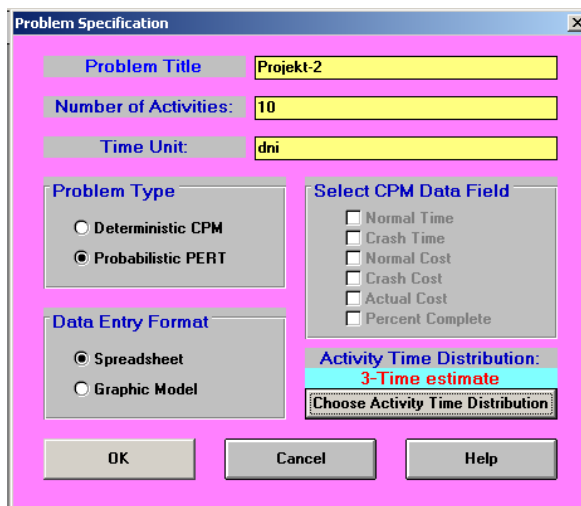 Problem Specification
Problem Title
Projekt-2
Number of Activities:
10
Time Unit:
dni
Problem Type
Deterministic CPM
Probabilistic PERT
Select CPM Data Field
Normal Time
Crash Time
Normal Cost
Crash Cost
Actual Cost
Percent Complete
Data Entry Format
Spreadsheet
Graphic Model
Activity Time Distribution:
3-Time estimate
Choose Activity Time Distribution
OK
Cancel
Help